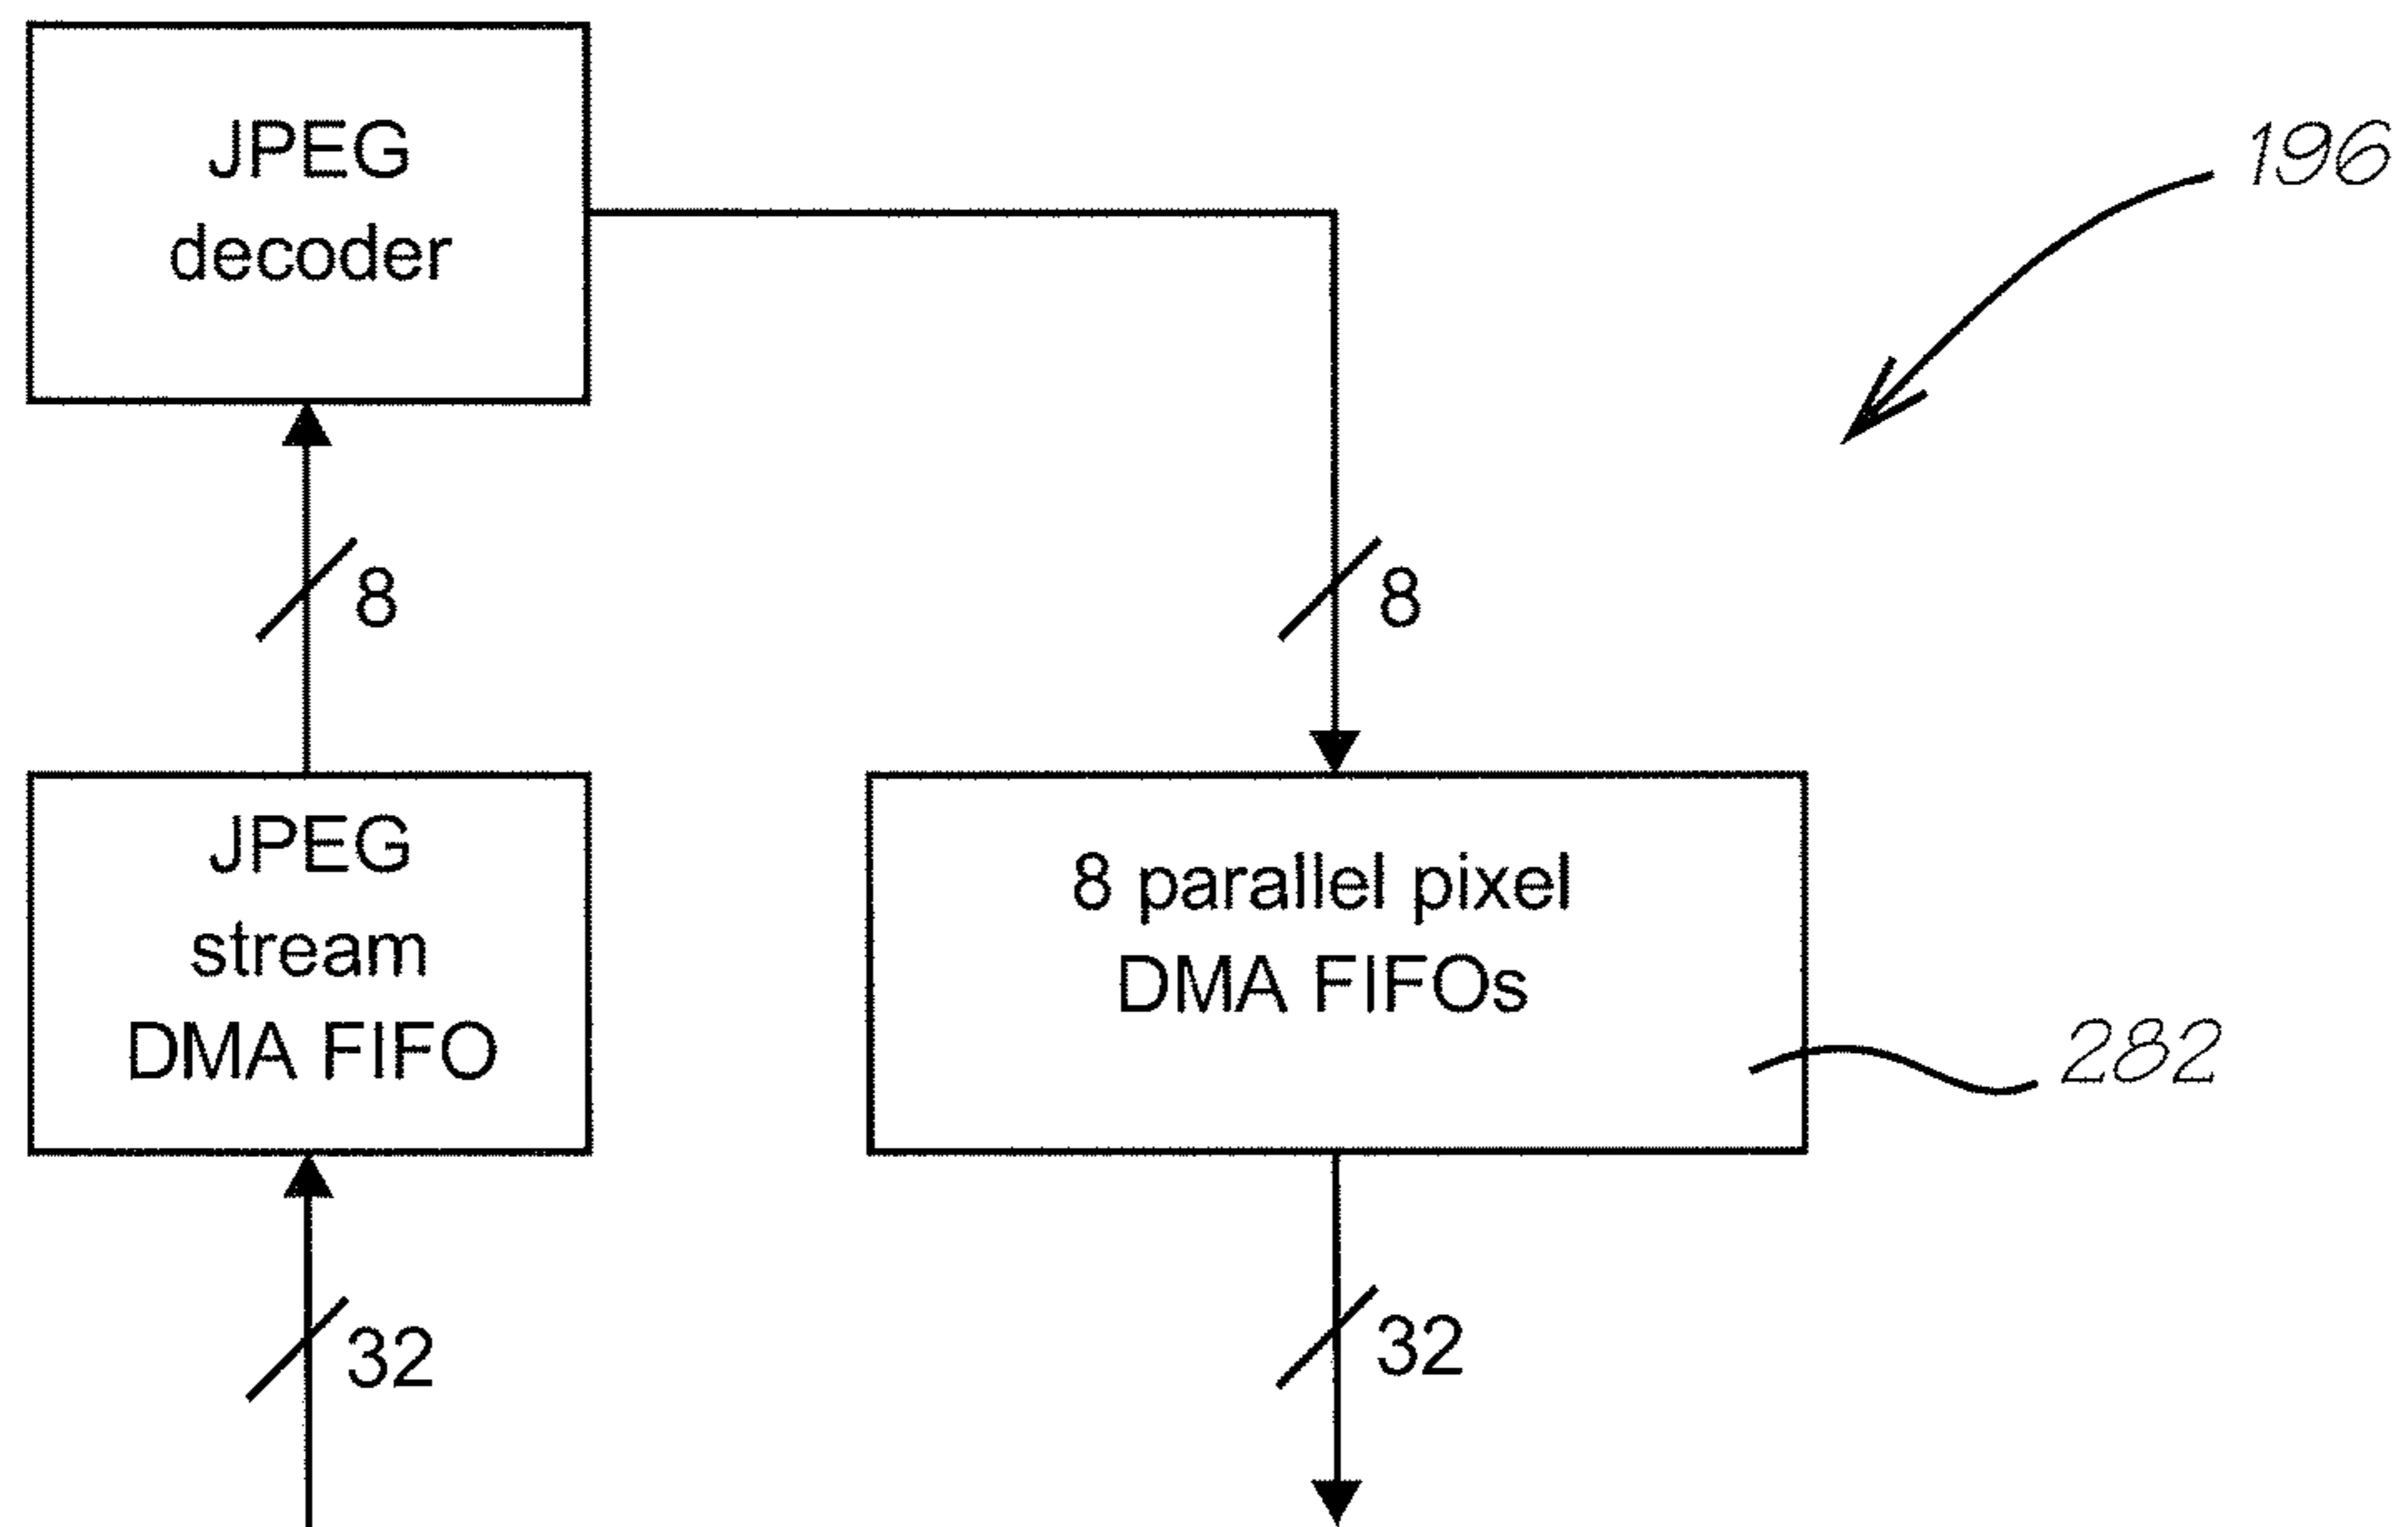 JPEG
decoder
196
8
8
JPEG
stream
DMA FIFO
8 parallel pixel
DMA FIFOs
282
32
32